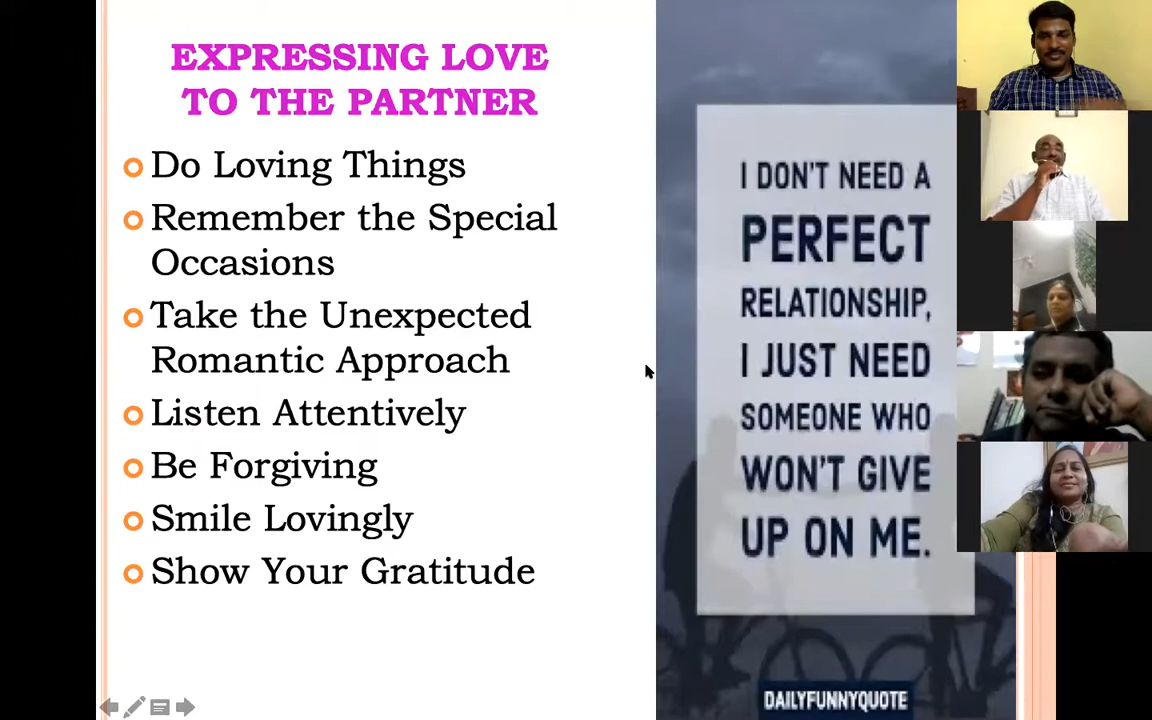 EXPRESSING LOVE
TO THE PARTNER
Do Loving Things
Remember the Special
Occasions
Take the Unexpected
Romantic Approach
Listen Attentively
Be Forgiving
Smile Lovingly
Show Your Gratitude
I DON'T NEED A
PERFECT
RELATIONSHIP,
I JUST NEED
SOMEONE WHO
WON'T GIVE
UP ON ME.
DAILYFUNNYQUOTE